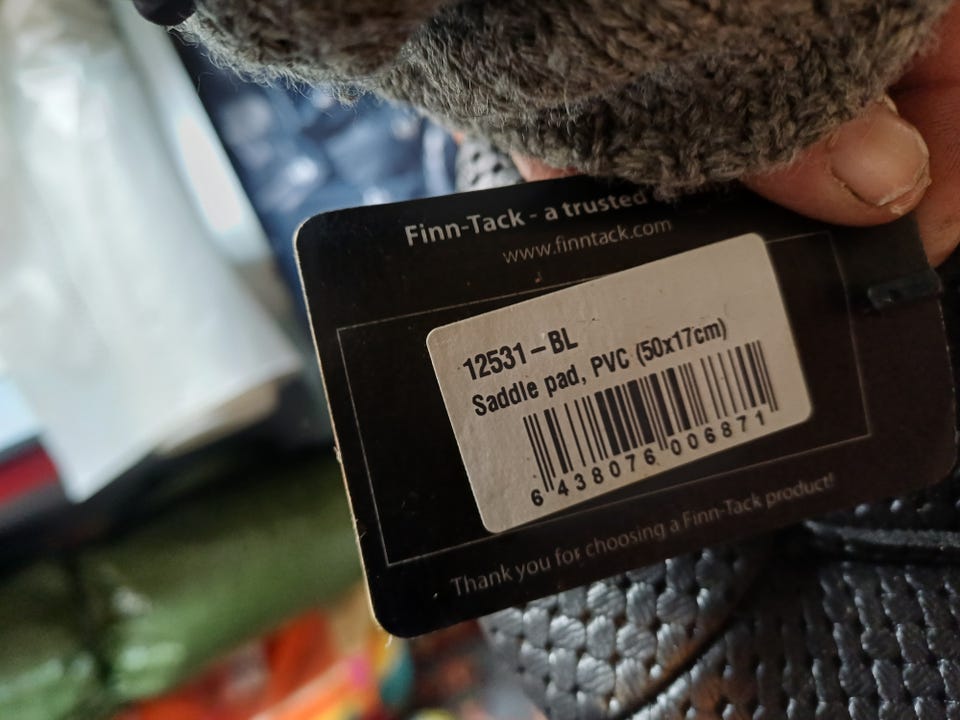 Finn-Tack - a trusted
www.finntack.com
12531-BL
Saddle pad, PVC (50x17cm)
6 438076 006871
Thank you for choosing a Finn-Tack product!